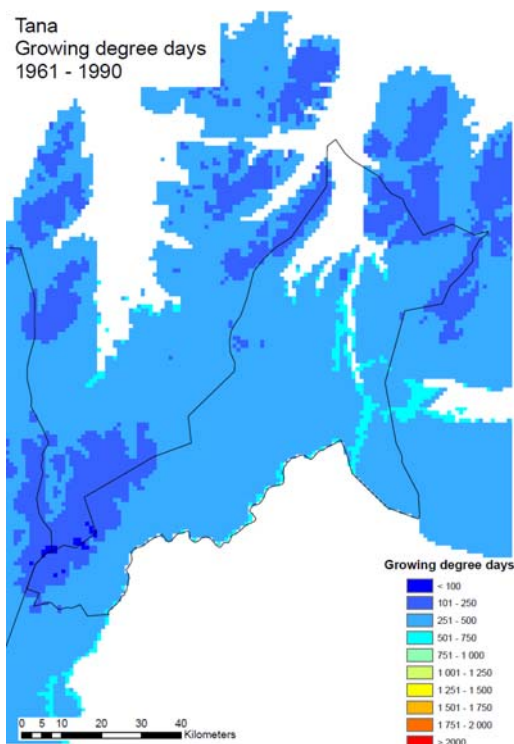 Tana
Growing degree days
1961 - 1990
Growing degree days
< 100
101 - 250
251 - 500
501 - 750
751 - 1 000
1 001 - 1 250
1 251 - 1 500
1 501 - 1 750
1 751 - 2 000
> 2000
0 5 10 20 30 40
Kilometers